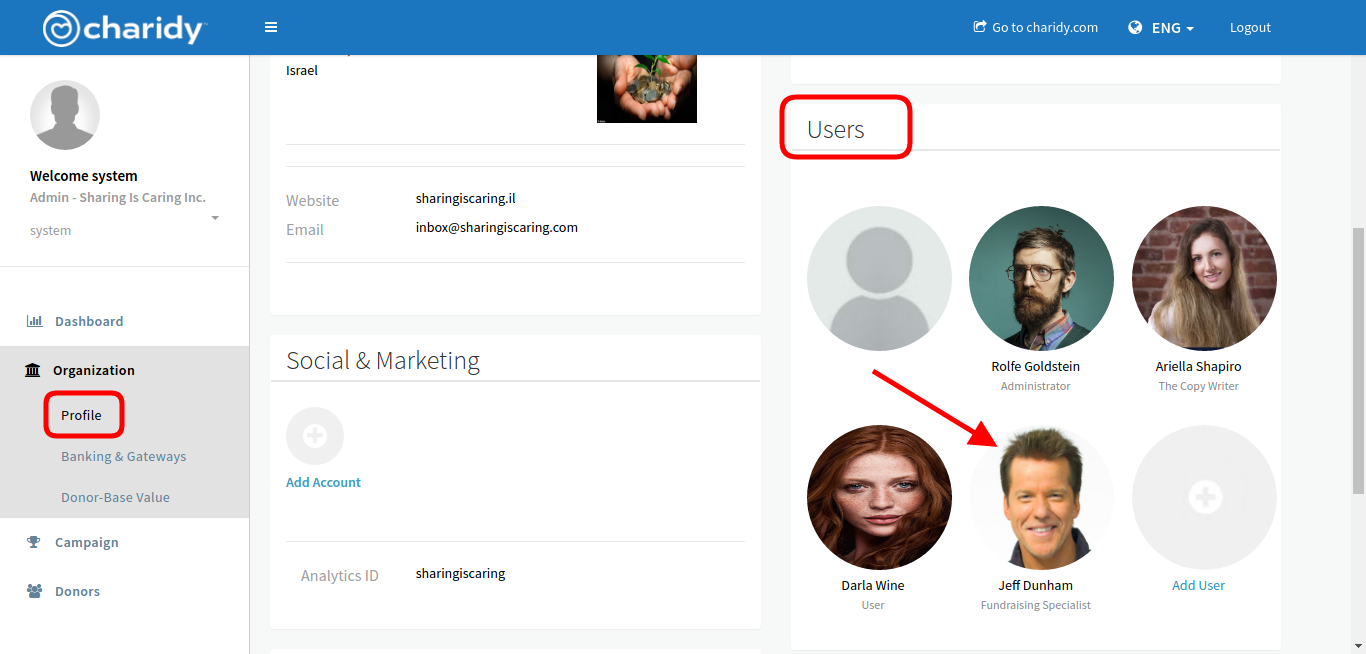 charidy
Go to charidy.com
ENG
Logout
Welcome system
Admin - Sharing Is Caring Inc.
system
Dashboard
Organization
Profile
Banking & Gateways
Donor-Base Value
Campaign
Donors
Israel
Website
sharingiscaring.il
Email
inbox@sharingiscaring.com
Social & Marketing
Add Account
Analytics ID
sharingiscaring
Users
Rolfe Goldstein
Administrator
Ariella Shapiro
The Copy Writer
Darla Wine
User
Jeff Dunham
Fundraising Specialist
Add User